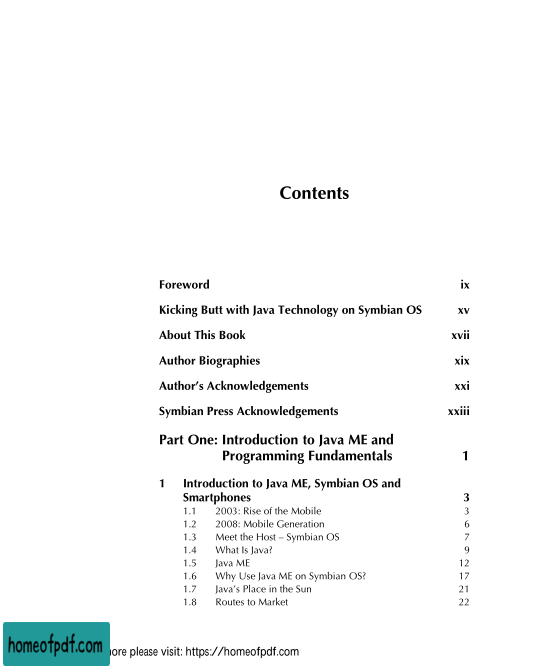 Contents
Foreword ix
Kicking Butt with Java Technology on Symbian OS xv
About This Book xvii
Author Biographies xix
Author's Acknowledgements xxi
Symbian Press Acknowledgements xxiii
Part One: Introduction to Java ME and
Programming Fundamentals 1
1 Introduction to Java ME, Symbian OS and
Smartphones 3
1.1 2003: Rise of the Mobile 3
1.2 2008: Mobile Generation 6
1.3 Meet the Host – Symbian OS 7
1.4 What Is Java? 9
1.5 Java ME 12
1.6 Why Use Java ME on Symbian OS? 17
1.7 Java's Place in the Sun 21
1.8 Routes to Market 22
homeofpdf.com
please visit: https://homeofpdf.com